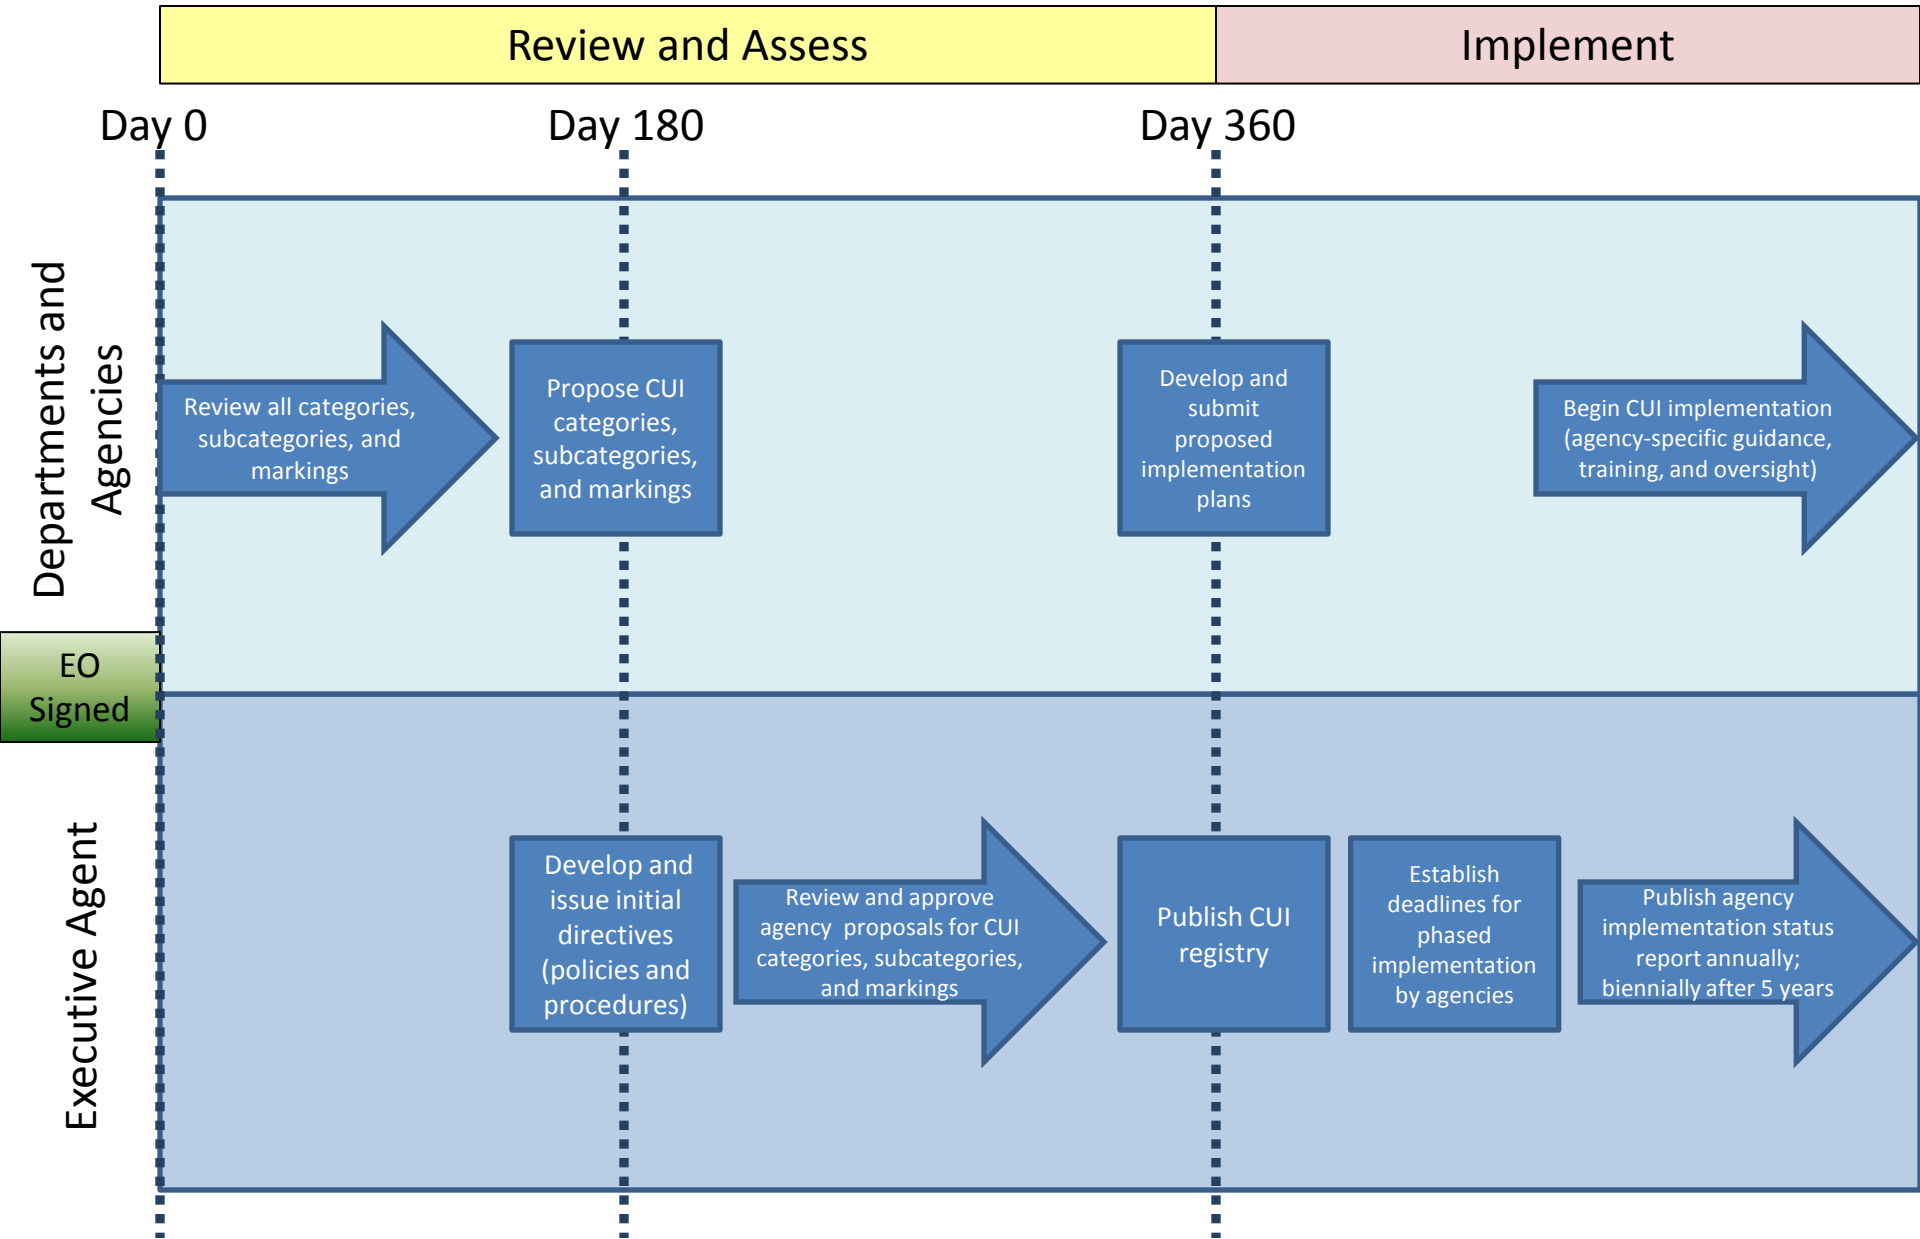 Review and Assess
Implement
Day 0
Day 180
Day 360
Departments and
Agencies
Review all categories,
subcategories, and
markings
Propose CUI
categories,
subcategories,
and markings
Develop and
submit
proposed
implementation
plans
Begin CUI implementation
(agency-specific guidance,
training, and oversight)
EO
Signed
Executive Agent
Develop and
issue initial
directives
(policies and
procedures)
Review and approve
agency  proposals for CUI
categories, subcategories,
and markings
Publish CUI
registry
Establish
deadlines for
phased
implementation
by agencies
Publish agency
implementation status
report annually;
biennially after 5 years